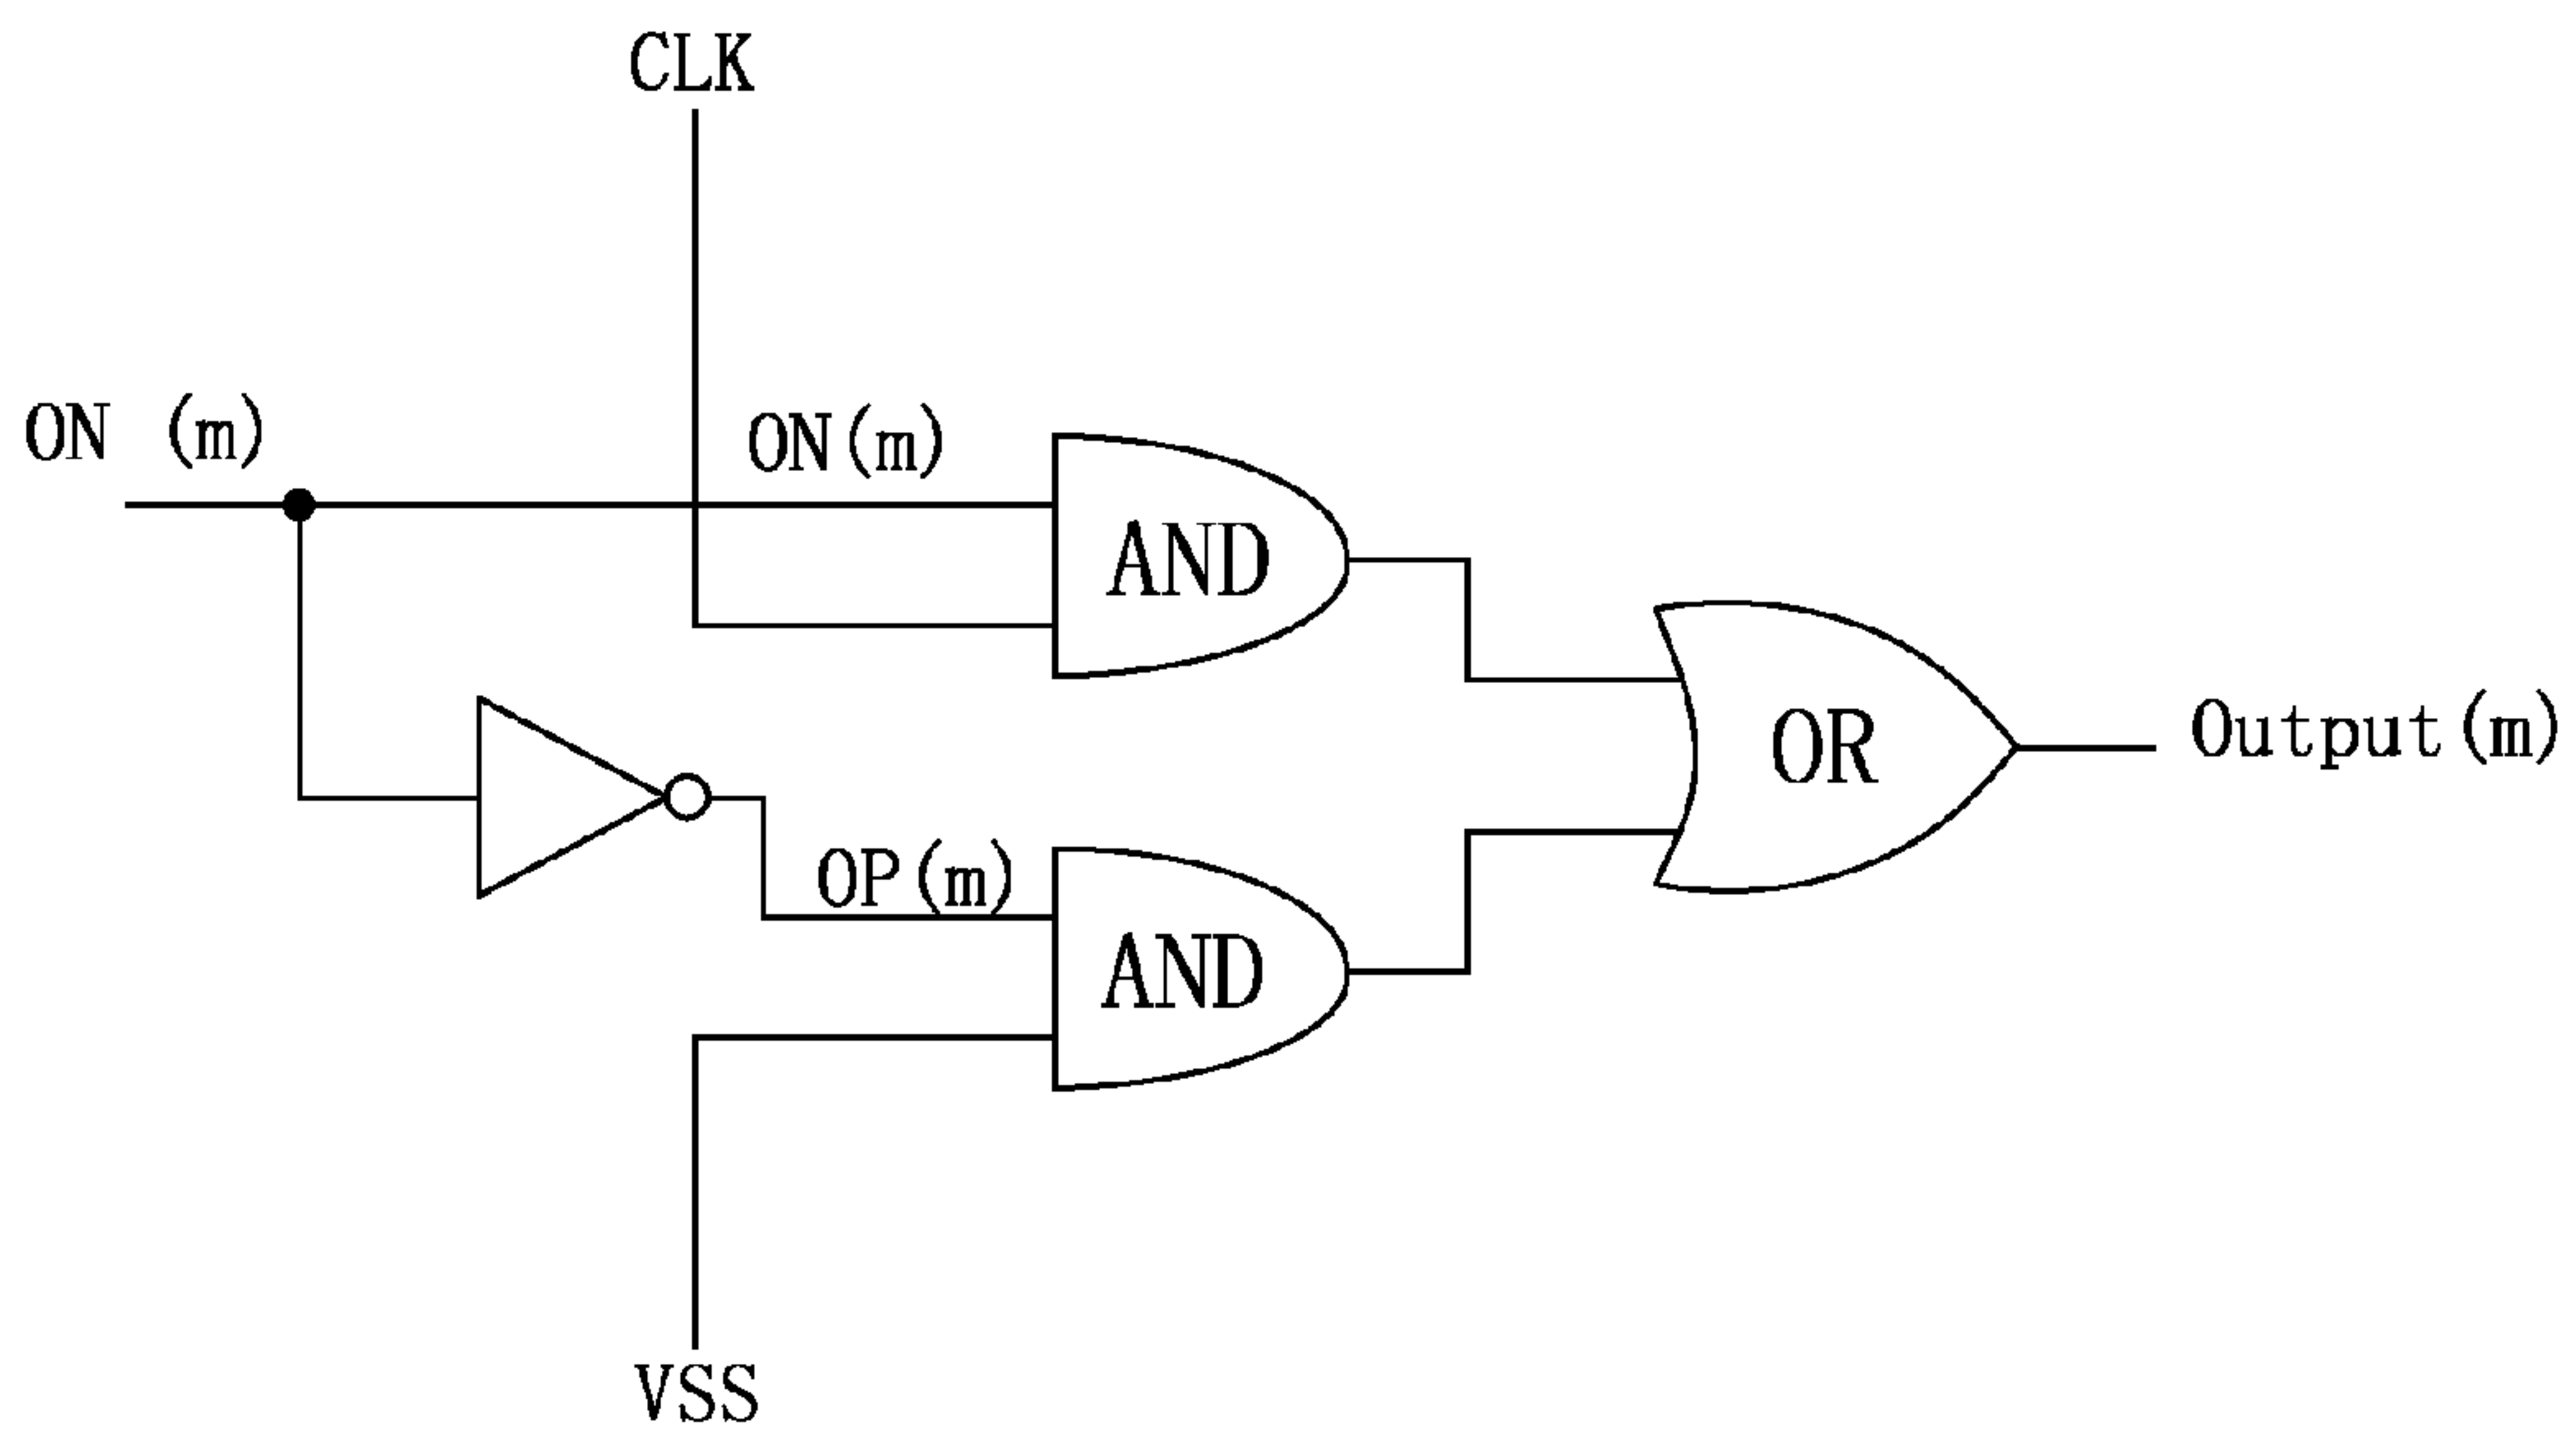 CLK
ON (m)
ON(m)
AND
OR
Output(m)
OP(m)
AND
VSS